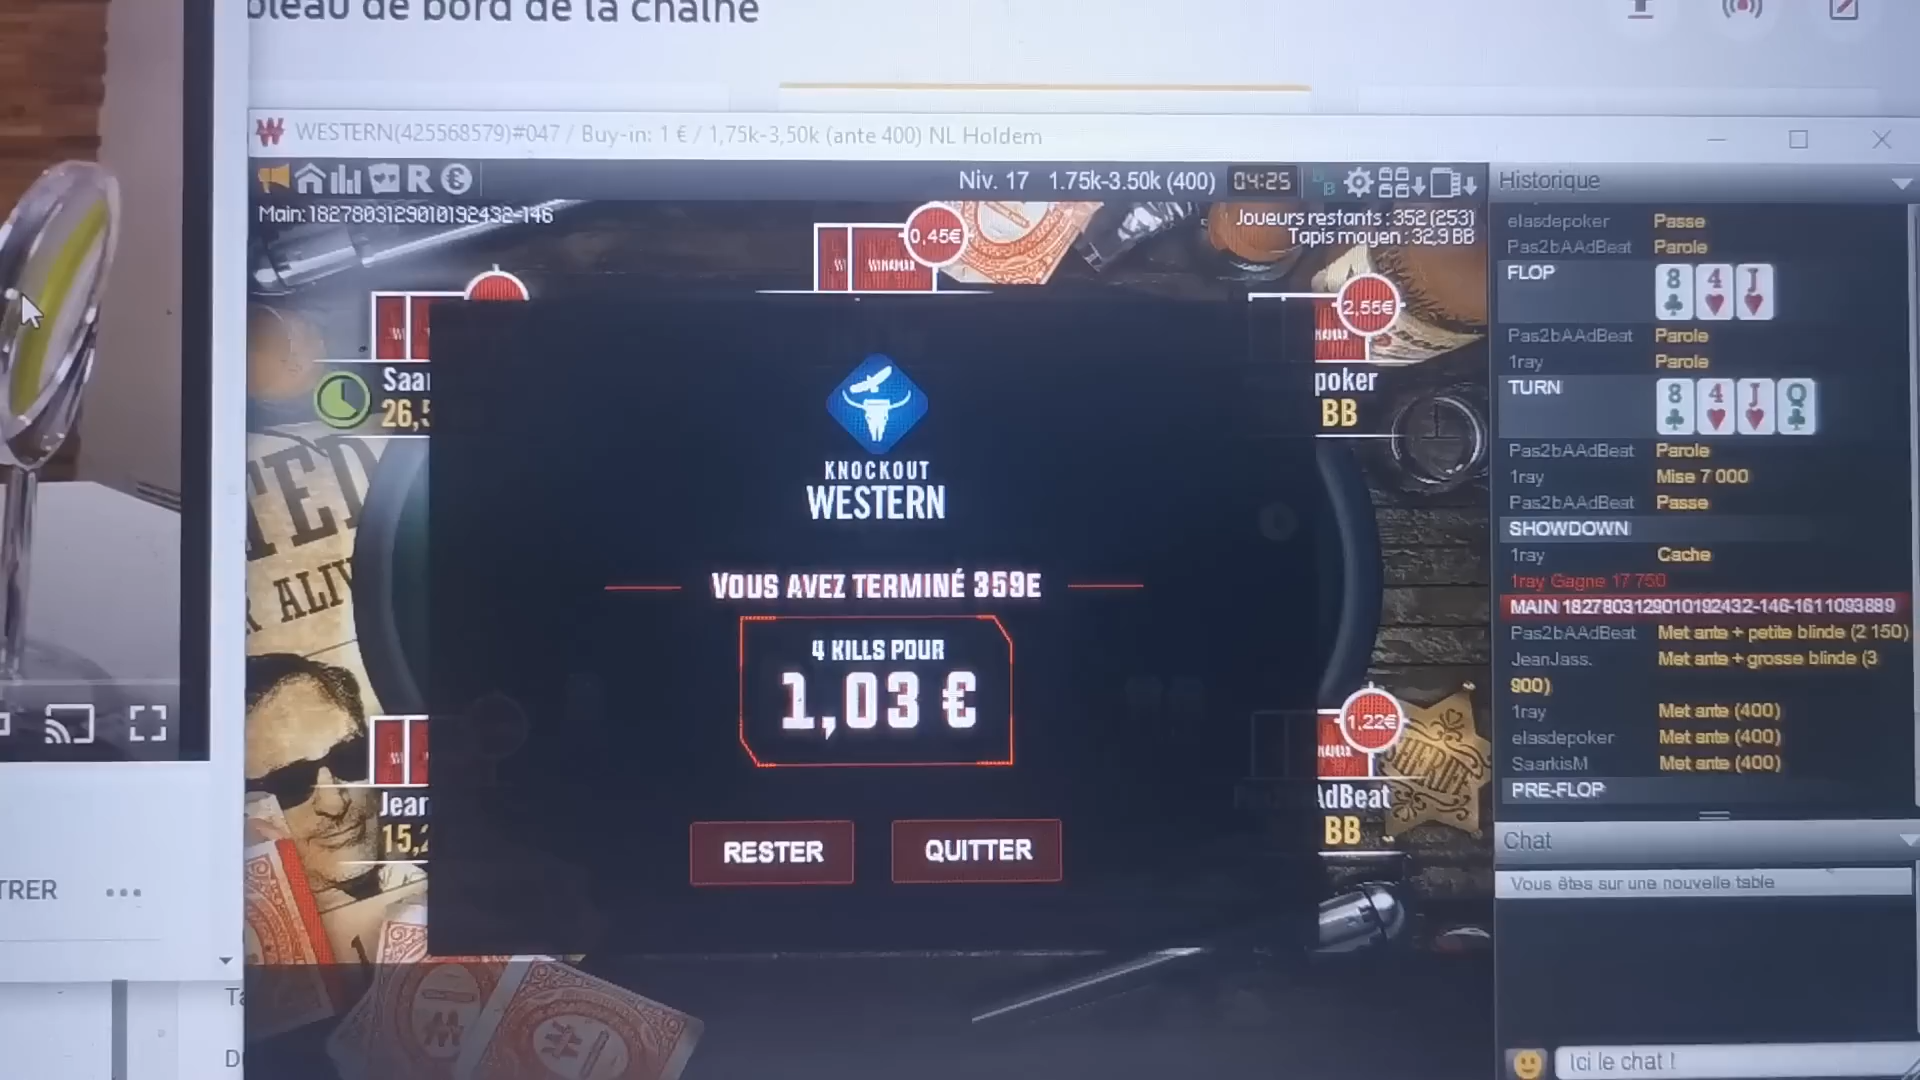 bleau de bord de la chaîne
WESTERN(425568579)#047 / Buy-in: 1 € / 1,75k-3,50k (ante 400) NL Holdem
Niv. 17 1.75k-3.50k (400) 04:25
Main:1827803129010192432-146
Joueurs restants : 352 (253)
Tapis moyen : 32,9 BB
0,45€
2,55€
Saar
26,5
poker
BB
KNOCKOUT
WESTERN
VOUS AVEZ TERMINÉ 359E
4 KILLS POUR
1,03 €
1,22€
Jean
15,2
AdBeat
BB
SHERIFF
RESTER
QUITTER
TRER
Historique
elasdepoker Passe
Pas2bAAdBeat Parole
FLOP 8 4 J
Pas2bAAdBeat Parole
1ray Parole
TURN 8 4 J Q
Pas2bAAdBeat Parole
1ray Mise 7 000
Pas2bAAdBeat Passe
SHOWDOWN
1ray Cache
1ray Gagne 17 750
MAIN 1827803129010192432-146-1611093889
Pas2bAAdBeat Met ante + petite blinde (2 150)
JeanJass. Met ante + grosse blinde (3
900)
1ray Met ante (400)
elasdepoker Met ante (400)
SaarkisM Met ante (400)
PRE-FLOP
Chat
Vous êtes sur une nouvelle table
Ici le chat !